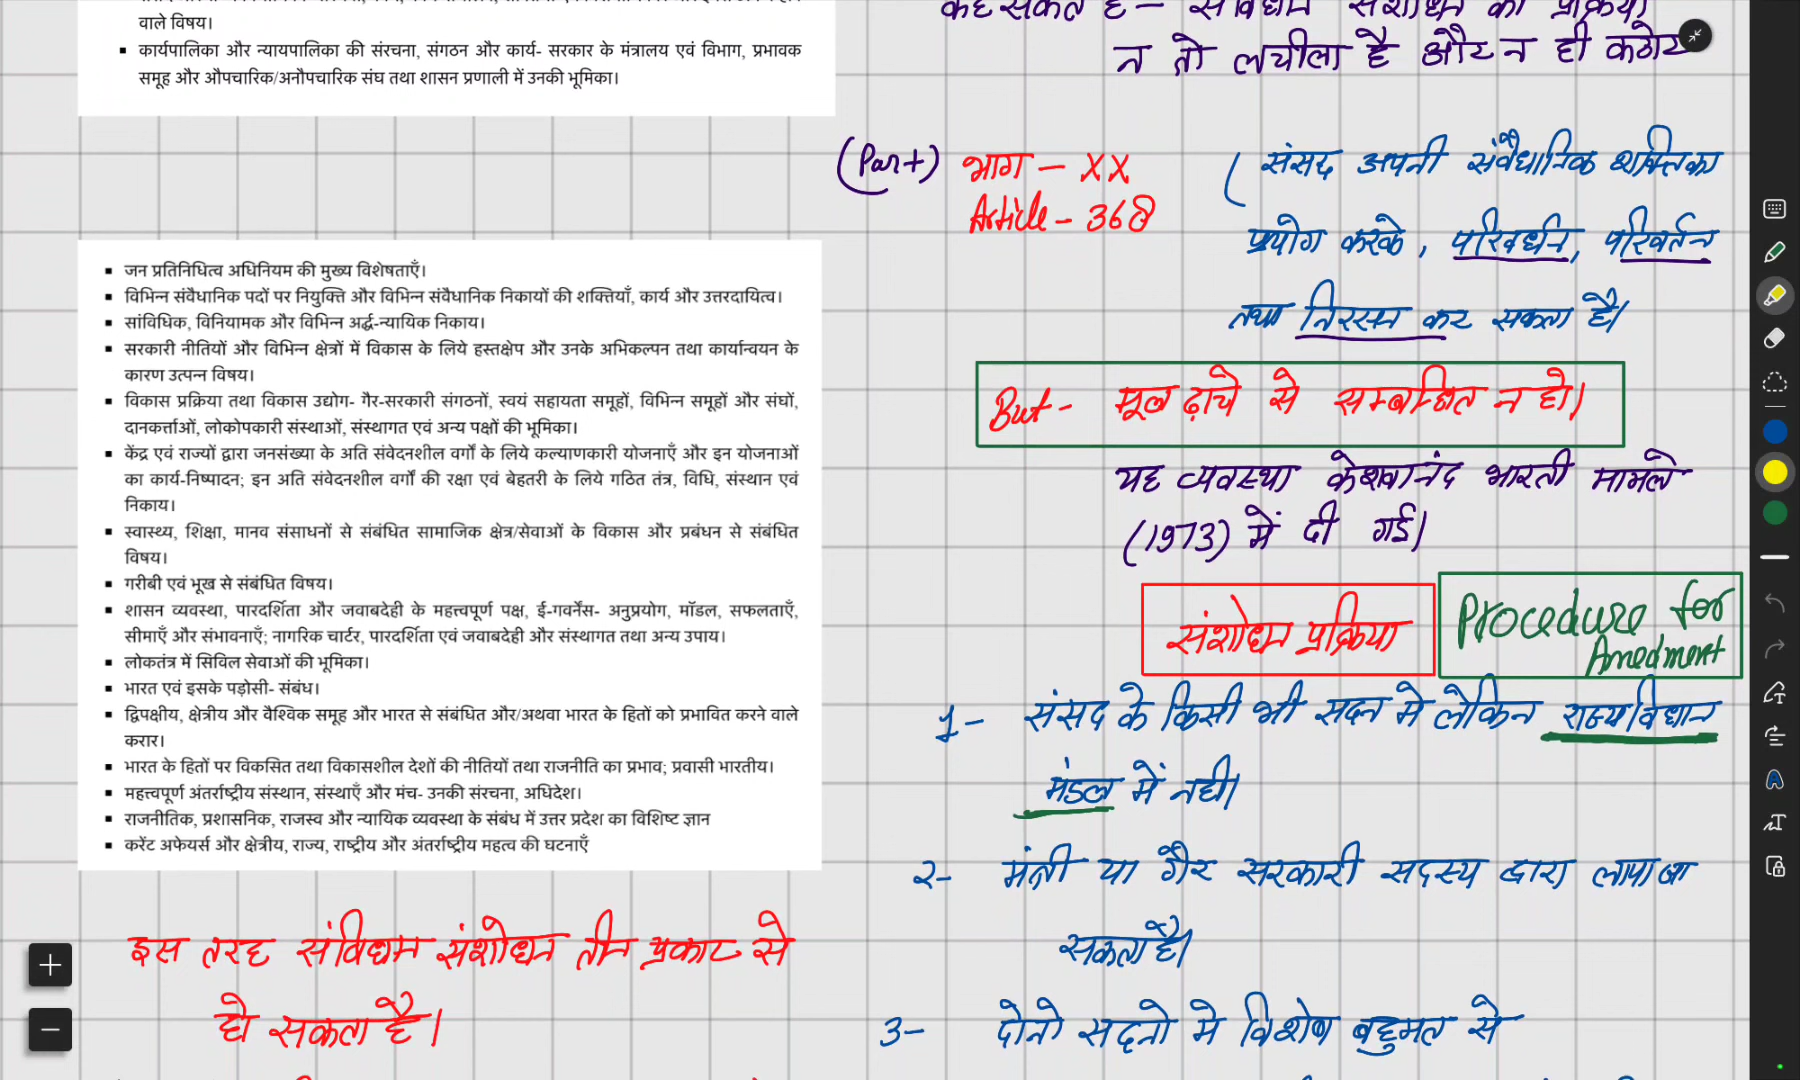 वाले विषय।
▪ कार्यपालिका और न्यायपालिका की संरचना, संगठन और कार्य- सरकार के मंत्रालय एवं विभाग, प्रभावक
समूह और औपचारिक/अनौपचारिक संघ तथा शासन प्रणाली में उनकी भूमिका।
▪ जन प्रतिनिधित्व अधिनियम की मुख्य विशेषताएँ।
▪ विभिन्न संवैधानिक पदों पर नियुक्ति और विभिन्न संवैधानिक निकायों की शक्तियाँ, कार्य और उत्तरदायित्व।
▪ सांविधिक, विनियामक और विभिन्न अर्द्ध-न्यायिक निकाय।
▪ सरकारी नीतियों और विभिन्न क्षेत्रों में विकास के लिये हस्तक्षेप और उनके अभिकल्पन तथा कार्यान्वयन के
कारण उत्पन्न विषय।
▪ विकास प्रक्रिया तथा विकास उद्योग- गैर-सरकारी संगठनों, स्वयं सहायता समूहों, विभिन्न समूहों और संघों,
दानकर्त्ताओं, लोकोपकारी संस्थाओं, संस्थागत एवं अन्य पक्षों की भूमिका।
▪ केंद्र एवं राज्यों द्वारा जनसंख्या के अति संवेदनशील वर्गों के लिये कल्याणकारी योजनाएँ और इन योजनाओं
का कार्य-निष्पादन; इन अति संवेदनशील वर्गों की रक्षा एवं बेहतरी के लिये गठित तंत्र, विधि, संस्थान एवं
निकाय।
▪ स्वास्थ्य, शिक्षा, मानव संसाधनों से संबंधित सामाजिक क्षेत्र/सेवाओं के विकास और प्रबंधन से संबंधित
विषय।
▪ गरीबी एवं भूख से संबंधित विषय।
▪ शासन व्यवस्था, पारदर्शिता और जवाबदेही के महत्त्वपूर्ण पक्ष, ई-गवर्नेंस- अनुप्रयोग, मॉडल, सफलताएँ,
सीमाएँ और संभावनाएँ; नागरिक चार्टर, पारदर्शिता एवं जवाबदेही और संस्थागत तथा अन्य उपाय।
▪ लोकतंत्र में सिविल सेवाओं की भूमिका।
▪ भारत एवं इसके पड़ोसी- संबंध।
▪ द्विपक्षीय, क्षेत्रीय और वैश्विक समूह और भारत से संबंधित और/अथवा भारत के हितों को प्रभावित करने वाले
करार।
▪ भारत के हितों पर विकसित तथा विकासशील देशों की नीतियों तथा राजनीति का प्रभाव; प्रवासी भारतीय।
▪ महत्त्वपूर्ण अंतर्राष्ट्रीय संस्थान, संस्थाएँ और मंच- उनकी संरचना, अधिदेश।
▪ राजनीतिक, प्रशासनिक, राजस्व और न्यायिक व्यवस्था के संबंध में उत्तर प्रदेश का विशिष्ट ज्ञान
▪ करेंट अफेयर्स और क्षेत्रीय, राज्य, राष्ट्रीय और अंतर्राष्ट्रीय महत्व की घटनाएँ
इस तरह संविधान संशोधन तीन प्रकार से
हो सकता है।
कह सकते है - संविधान संशोधन की प्रक्रिया
न तो लचीला है और न ही कठोर
(Part) भाग - XX
Article - 368
( संसद अपनी संवैधानिक शक्ति का
प्रयोग करके, परिवर्धन, परिवर्तन
तथा निरसन कर सकता है।
But - मूल ढ़ांचे से सम्बन्धित न हो।
यह व्यवस्था केशवानंद भारती मामले
(1973) में दी गई।
संशोधन प्रक्रिया
Procedure for
Amedment
1- संसद के किसी भी सदन मे लेकिन राज्य विधान
मंडल में नही।
2- मंत्री या गैर सरकारी सदस्य द्वारा लाया जा
सकता है।
3- दोनो सदनो मे विशेष बहुमत से